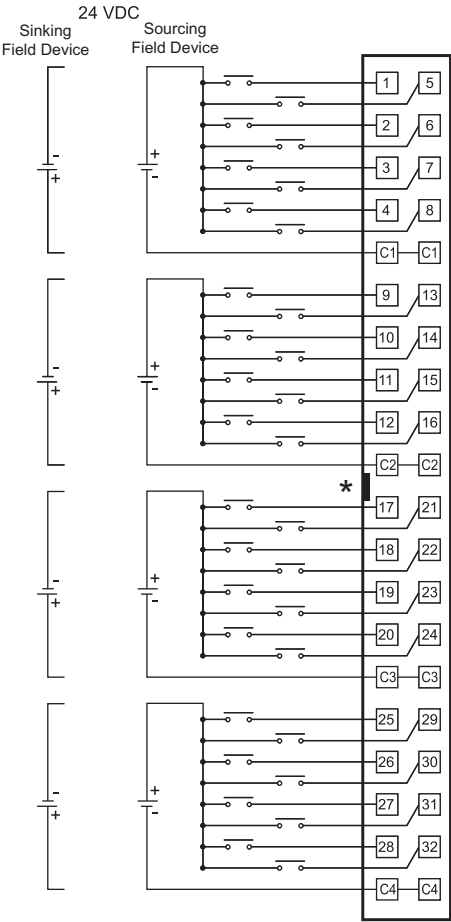 24 VDC
Sinking
Field Device
Sourcing
Field Device
1 5
2 6
- + + - 3 7
4 8
C1 C1
9 13
10 14
- + + - 11 15
12 16
C2 C2
*
17 21
18 22
- + + - 19 23
20 24
C3 C3
25 29
26 30
- + + - 27 31
28 32
C4 C4